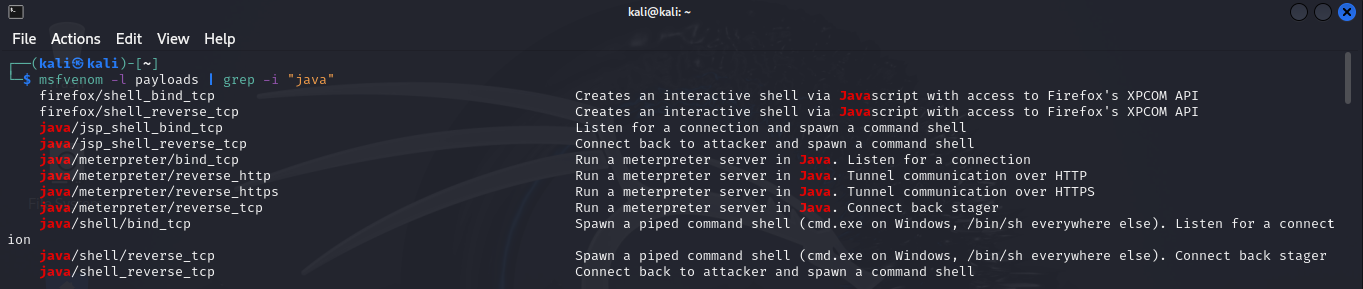 kali@kali: ~
File Actions Edit View Help
┌──(kali㉿kali)-[~]
└─$ msfvenom -l payloads | grep -i "java"
firefox/shell_bind_tcp Creates an interactive shell via Javascript with access to Firefox's XPCOM API
firefox/shell_reverse_tcp Creates an interactive shell via Javascript with access to Firefox's XPCOM API
java/jsp_shell_bind_tcp Listen for a connection and spawn a command shell
java/jsp_shell_reverse_tcp Connect back to attacker and spawn a command shell
java/meterpreter/bind_tcp Run a meterpreter server in Java. Listen for a connection
java/meterpreter/reverse_http Run a meterpreter server in Java. Tunnel communication over HTTP
java/meterpreter/reverse_https Run a meterpreter server in Java. Tunnel communication over HTTPS
java/meterpreter/reverse_tcp Run a meterpreter server in Java. Connect back stager
java/shell/bind_tcp Spawn a piped command shell (cmd.exe on Windows, /bin/sh everywhere else). Listen for a connect
ion
java/shell/reverse_tcp Spawn a piped command shell (cmd.exe on Windows, /bin/sh everywhere else). Connect back stager
java/shell_reverse_tcp Connect back to attacker and spawn a command shell